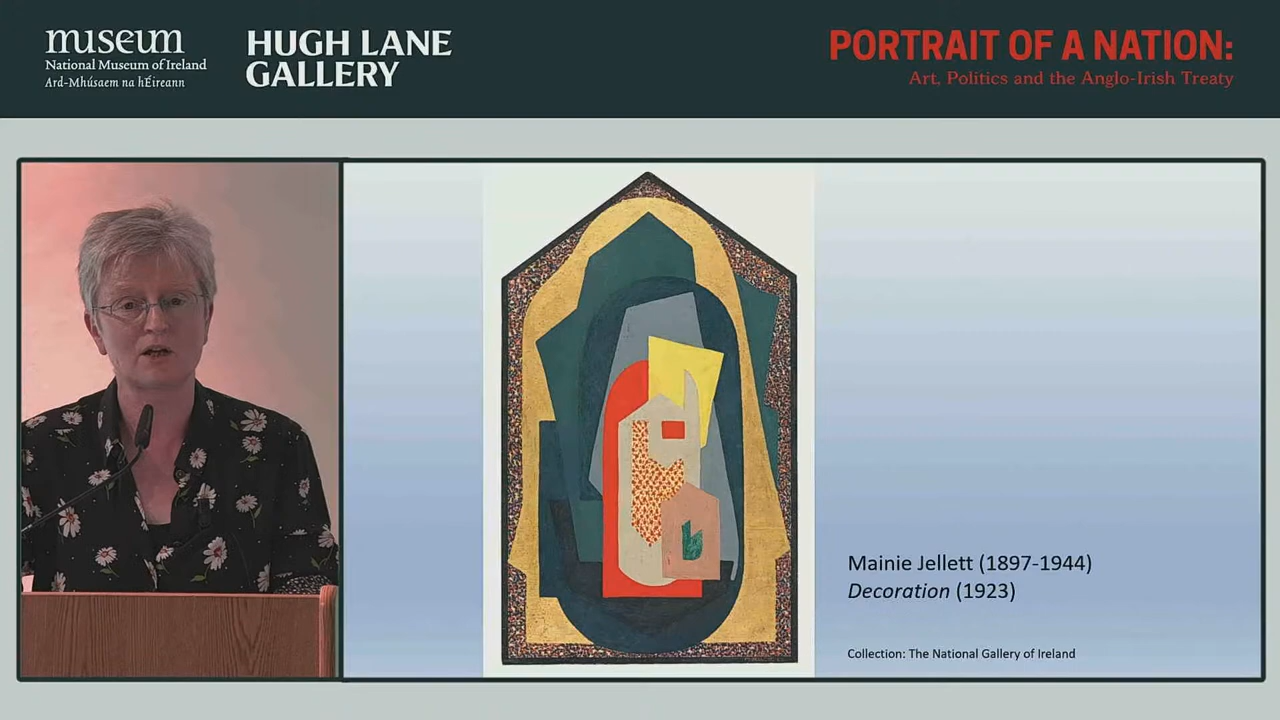 museum
National Museum of Ireland
Ard-Mhúsaem na hÉireann
HUGH LANE
GALLERY
PORTRAIT OF A NATION:
Art, Politics and the Anglo-Irish Treaty
Mainie Jellett (1897-1944)
Decoration (1923)
Collection: The National Gallery of Ireland